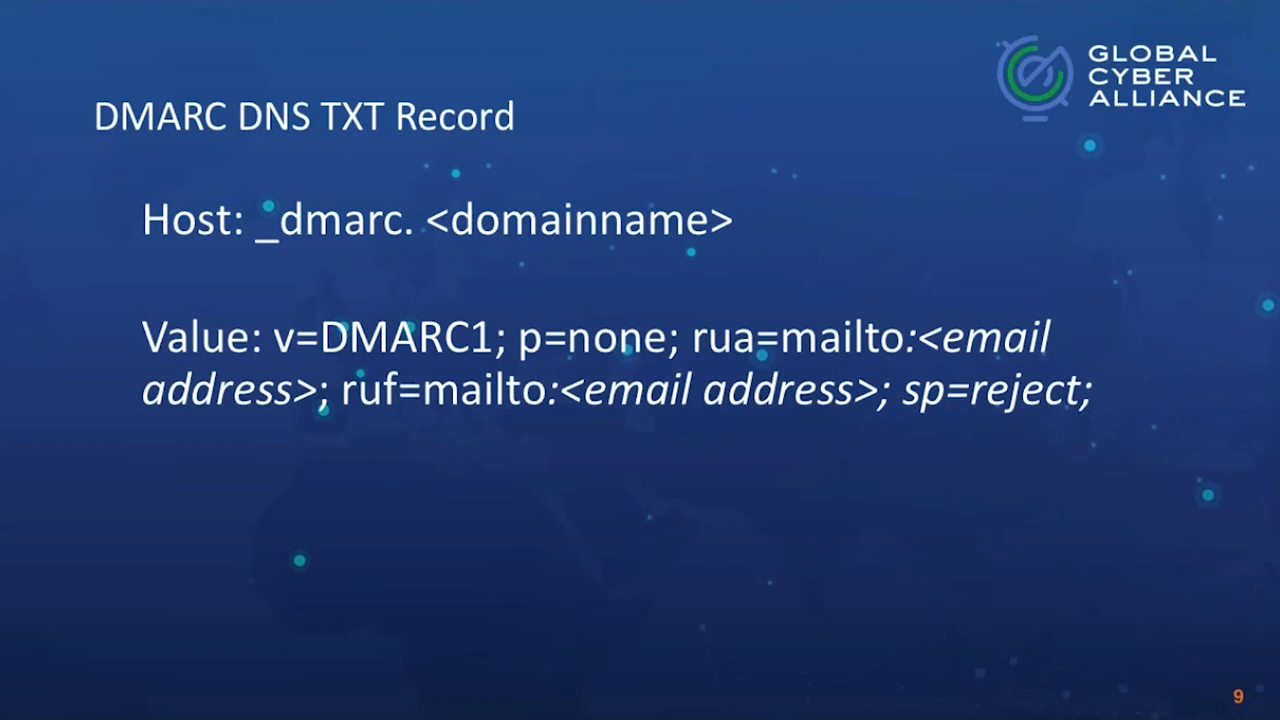 GLOBAL
CYBER
ALLIANCE
DMARC DNS TXT Record
Host: _dmarc. <domainname>
Value: v=DMARC1; p=none; rua=mailto:<email
address>; ruf=mailto:<email address>; sp=reject;
9